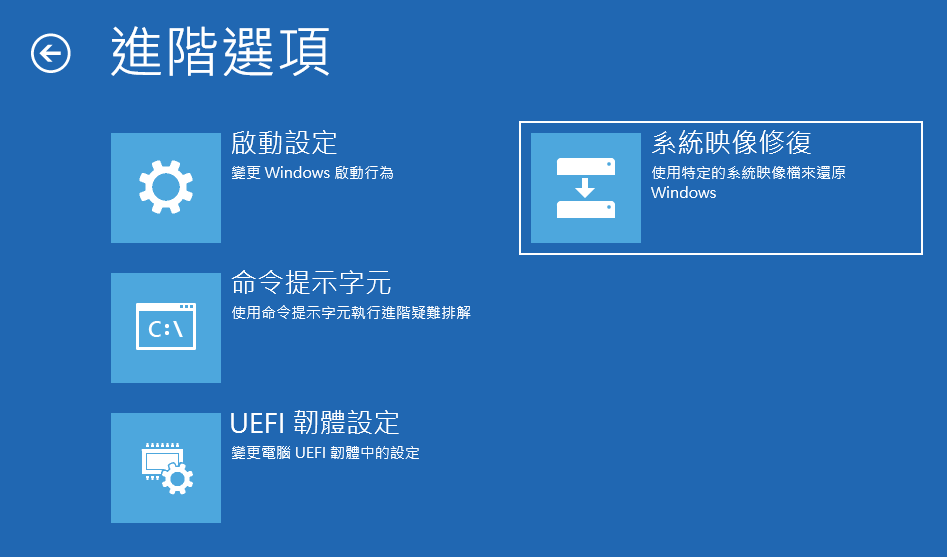 進階選項
啟動設定
變更 Windows 啟動行為
命令提示字元
使用命令提示字元執行進階疑難排解
C:\
UEFI 韌體設定
變更電腦 UEFI 韌體中的設定
系統映像修復
使用特定的系統映像檔來還原
Windows